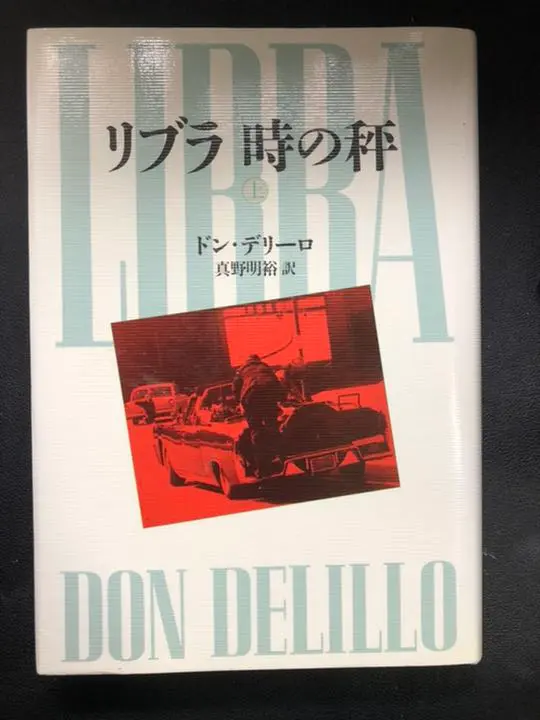 LIBRA
リブラ 時の秤
上
ドン・デリーロ
真野明裕 訳
DON DELILLO